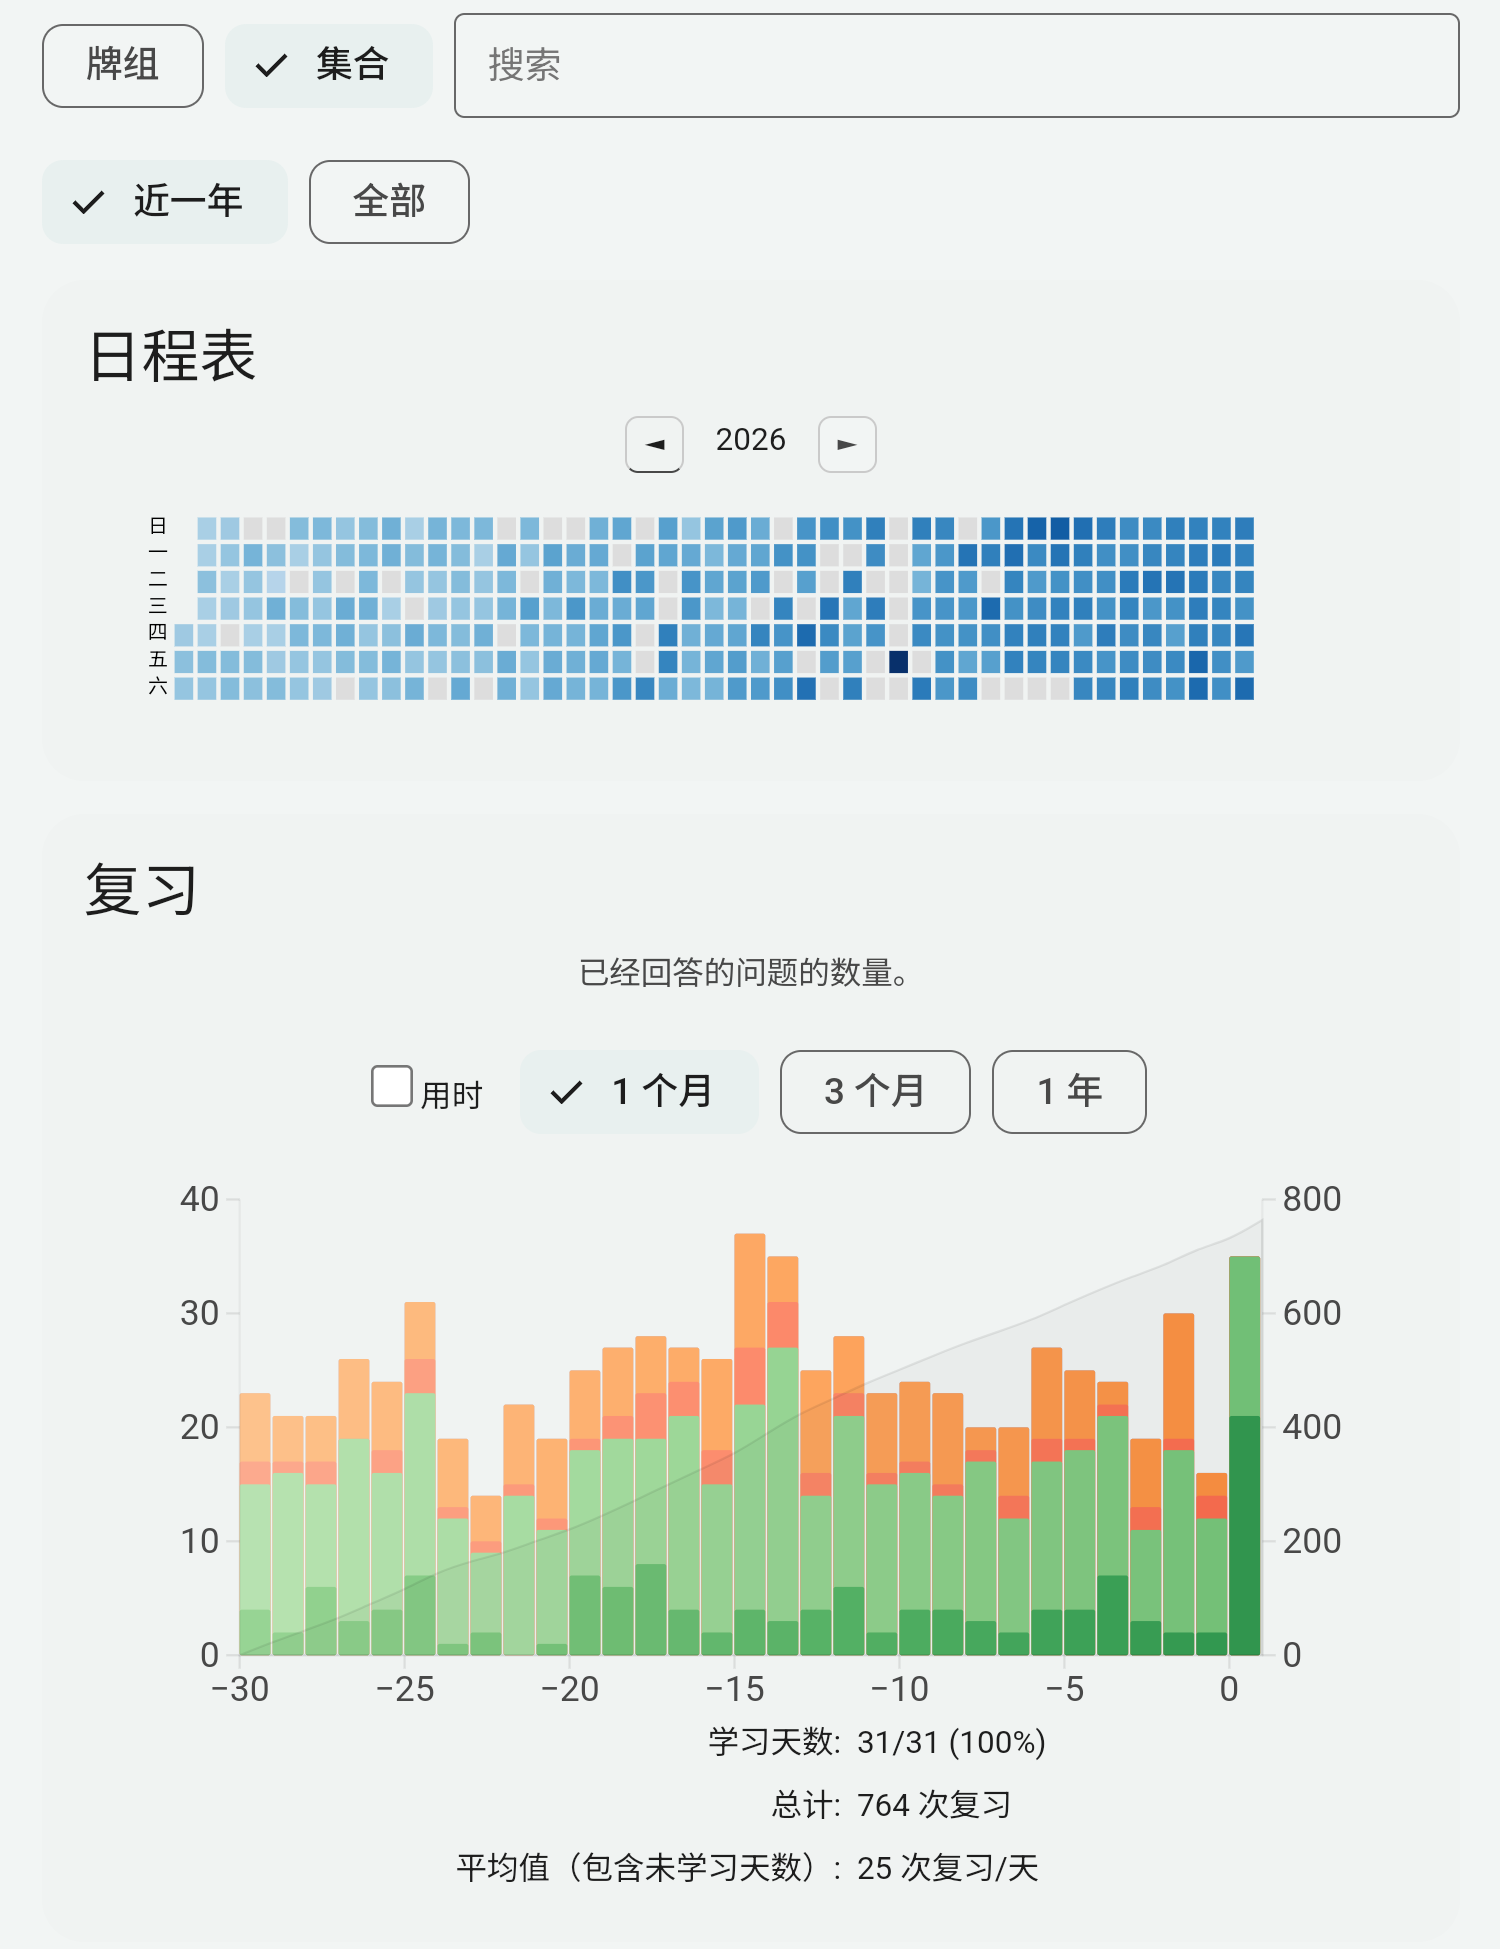 牌组 集合 搜索
近一年 全部
日程表
◄ 2026 ►
日
一
二
三
四
五
六
复习
已经回答的问题的数量。
用时 1 个月 3 个月 1 年
40 800
30 600
20 400
10 200
0 0
−30 −25 −20 −15 −10 −5 0
学习天数: 31/31 (100%)
总计: 764 次复习
平均值（包含未学习天数）: 25 次复习/天